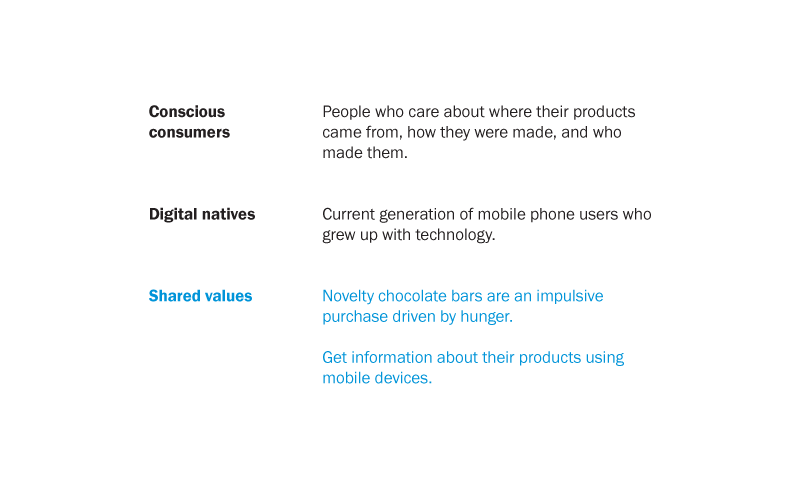 Conscious
consumers
People who care about where their products
came from, how they were made, and who
made them.
Digital natives
Current generation of mobile phone users who
grew up with technology.
Shared values
Novelty chocolate bars are an impulsive
purchase driven by hunger.
Get information about their products using
mobile devices.